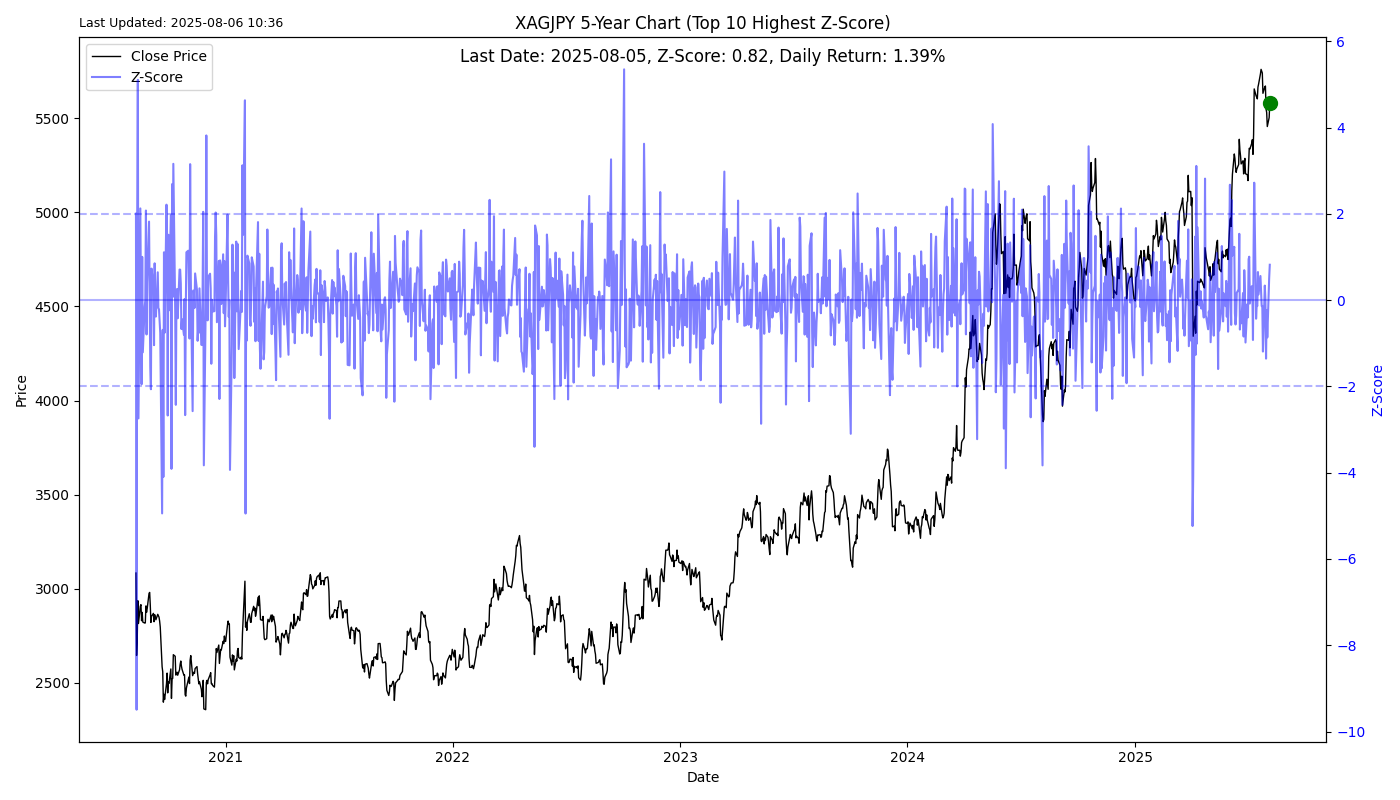 Last Updated: 2025-08-06 10:36
XAGJPY 5-Year Chart (Top 10 Highest Z-Score)
Last Date: 2025-08-05, Z-Score: 0.82, Daily Return: 1.39%
Close Price
Z-Score
5500
5000
4500
4000
3500
3000
2500
Price
6
4
2
0
−2
−4
−6
−8
−10
Z-Score
2021
2022
2023
2024
2025
Date